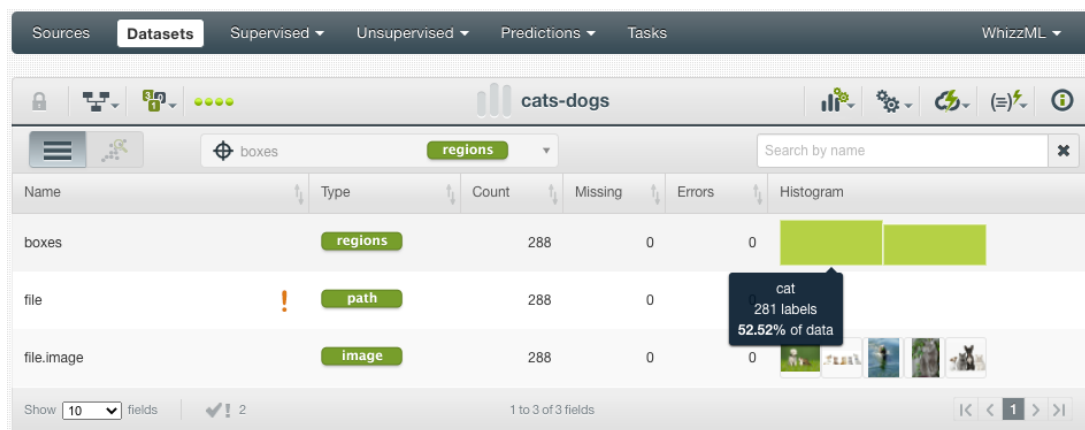 Sources Datasets Supervised Unsupervised Predictions Tasks WhizzML
cats-dogs
boxes regions Search by name
Name Type Count Missing Errors Histogram
boxes regions 288 0 0
file ! path 288 0
cat
281 labels
52.52% of data
file.image image 288 0 0
Show 10 fields ! 2 1 to 3 of 3 fields 1